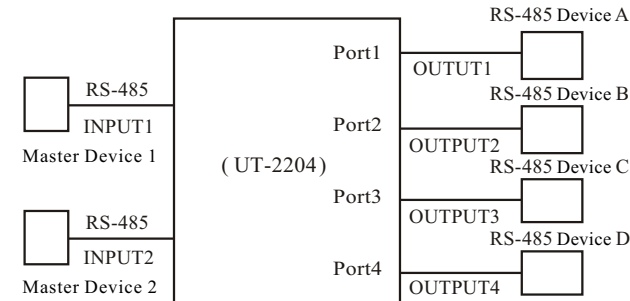 RS-485 Device A
Port1
OUTUT1
RS-485
RS-485 Device B
INPUT1
Port2
OUTPUT2
Master Device 1
( UT-2204)
RS-485 Device C
Port3
OUTPUT3
RS-485
RS-485 Device D
INPUT2
Port4
Master Device 2
OUTPUT4